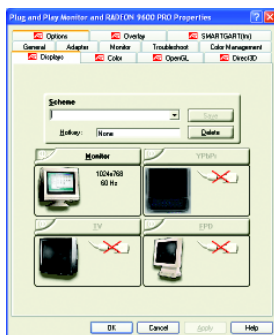 Plug and Play Monitor and RADEON 9600 PRO Properties
Options Overlay SMARTGART(tm)
General Adapter Monitor Troubleshoot Color Management
Displays Color OpenGL Direct3D
Scheme
Save
Hotkey: None Delete
Monitor YPbPr
1024x768
60 Hz
TV FPD
OK Cancel Apply Help